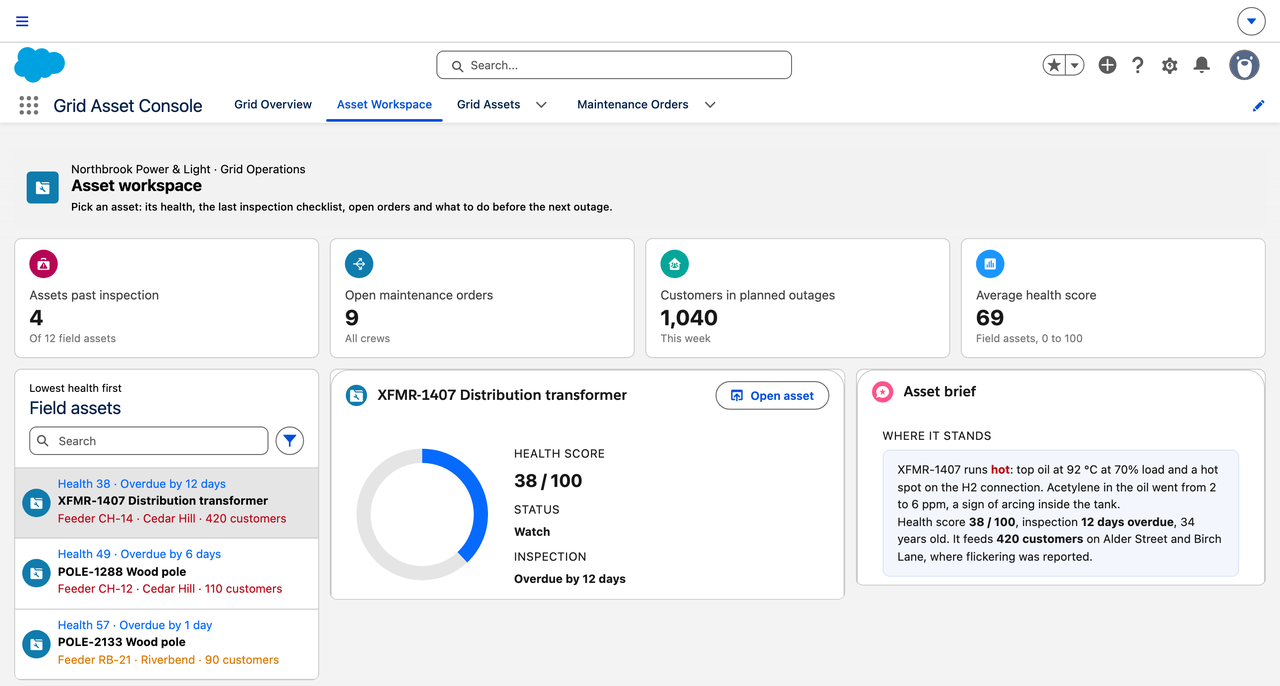 Search...
Grid Asset Console
Grid Overview
Asset Workspace
Grid Assets
Maintenance Orders
Northbrook Power & Light · Grid Operations
Asset workspace
Pick an asset: its health, the last inspection checklist, open orders and what to do before the next outage.
Assets past inspection
4
Of 12 field assets
Open maintenance orders
9
All crews
Customers in planned outages
1,040
This week
Average health score
69
Field assets, 0 to 100
Lowest health first
Field assets
Search
Health 38 · Overdue by 12 days
XFMR-1407 Distribution transformer
Feeder CH-14 · Cedar Hill · 420 customers
Health 49 · Overdue by 6 days
POLE-1288 Wood pole
Feeder CH-12 · Cedar Hill · 110 customers
Health 57 · Overdue by 1 day
POLE-2133 Wood pole
Feeder RB-21 · Riverbend · 90 customers
XFMR-1407 Distribution transformer
Open asset
HEALTH SCORE
38 / 100
STATUS
Watch
INSPECTION
Overdue by 12 days
Asset brief
WHERE IT STANDS
XFMR-1407 runs hot: top oil at 92 °C at 70% load and a hot
spot on the H2 connection. Acetylene in the oil went from 2
to 6 ppm, a sign of arcing inside the tank.
Health score 38 / 100, inspection 12 days overdue, 34
years old. It feeds 420 customers on Alder Street and Birch
Lane, where flickering was reported.